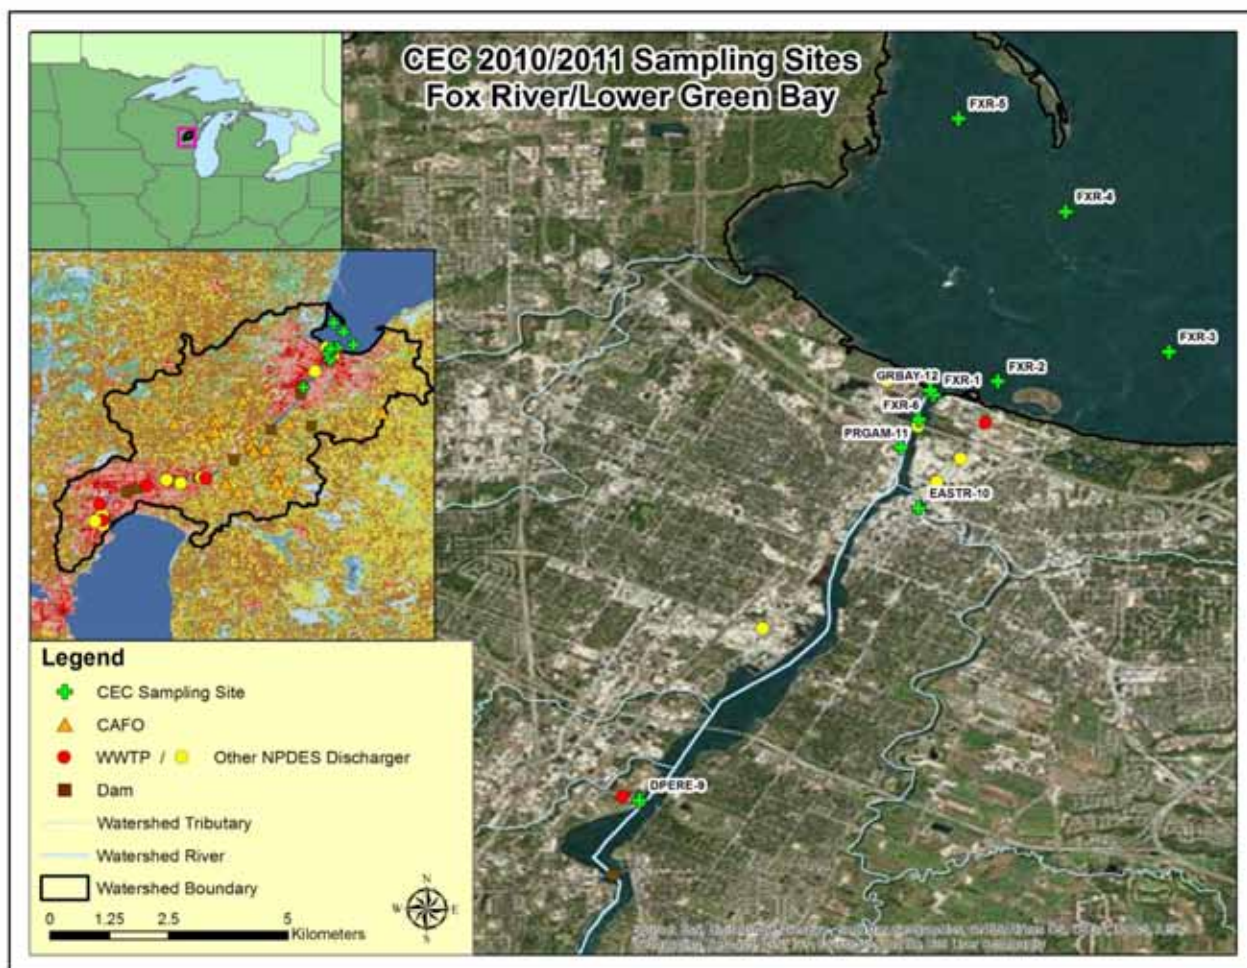 CEC 2010/2011 Sampling Sites
Fox River/Lower Green Bay
FXR-5
FXR-4
FXR-3
FXR-2
GRBAY-12
FXR-1
FXR-6
PRGAM-11
EASTR-10
DPERE-9
Legend
CEC Sampling Site
CAFO
WWTP / Other NPDES Discharger
Dam
Watershed Tributary
Watershed River
Watershed Boundary
N
W E
S
0 1.25 2.5 5
Kilometers